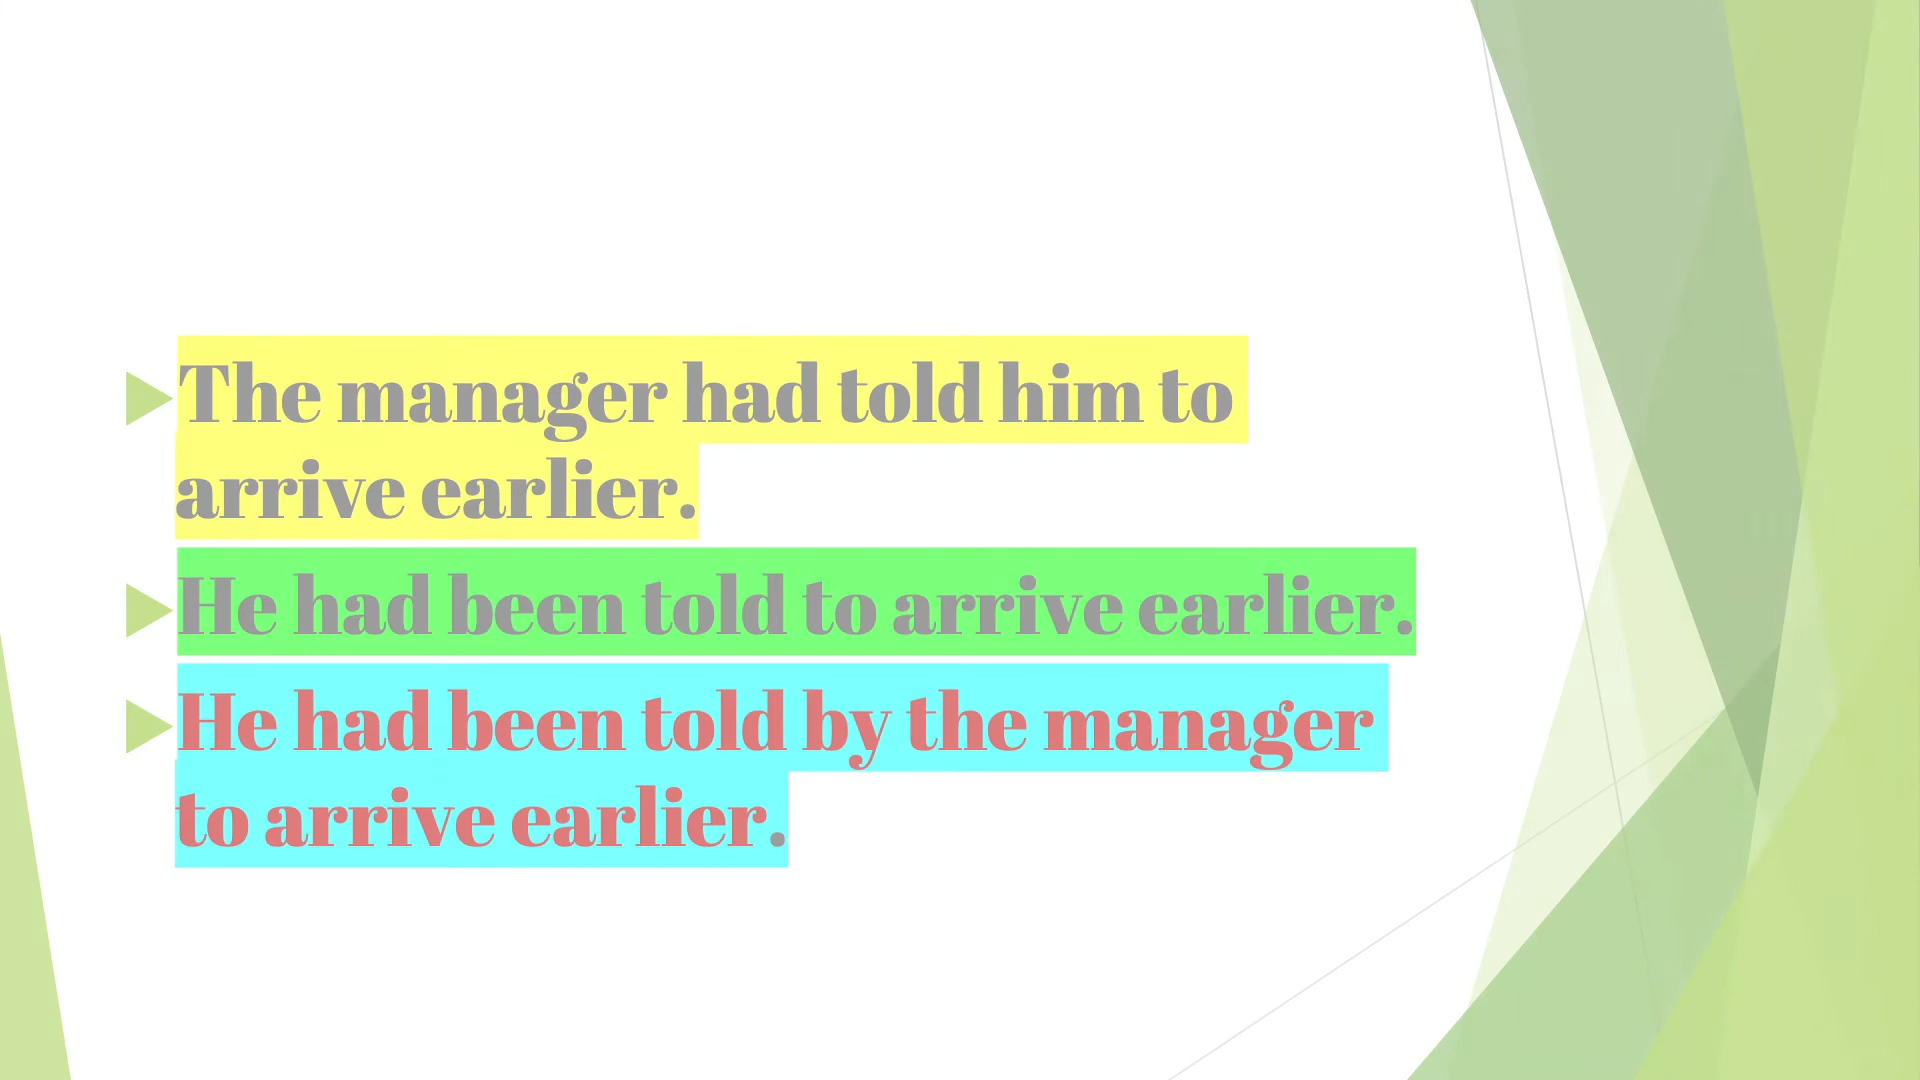 The manager had told him to
arrive earlier.
He had been told to arrive earlier.
He had been told by the manager
to arrive earlier.